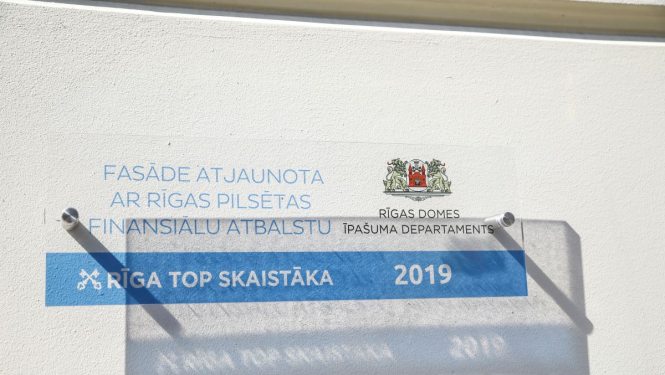 FASĀDE ATJAUNOTA
AR RĪGAS PILSĒTAS
FINANSIĀLU ATBALSTU
RĪGAS DOMES
ĪPAŠUMA DEPARTAMENTS
RĪGA TOP SKAISTĀKA 2019